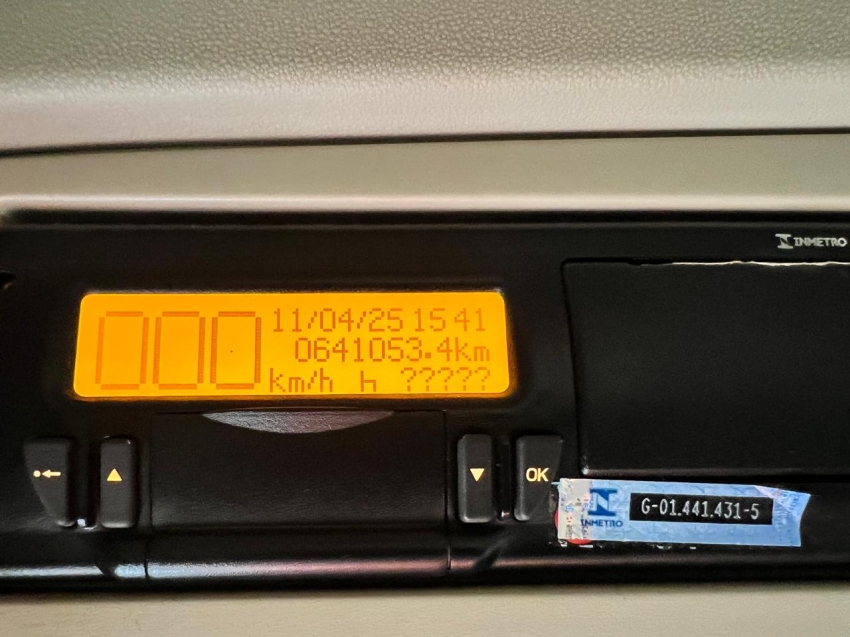 INMETRO
000
11/04/25 15 41
0641053.4km
km/h ?????
OK
INMETRO
G-01.441.431-5